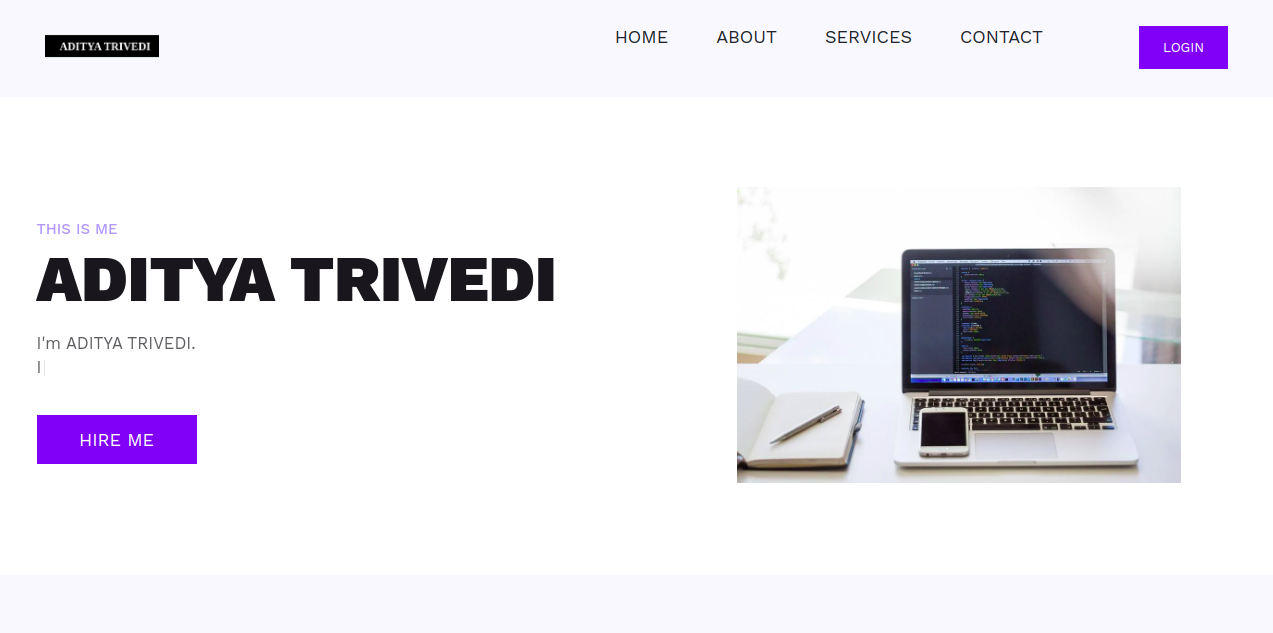 ADITYA TRIVEDI
HOME
ABOUT
SERVICES
CONTACT
LOGIN
THIS IS ME
ADITYA TRIVEDI
I'm ADITYA TRIVEDI.
I
HIRE ME